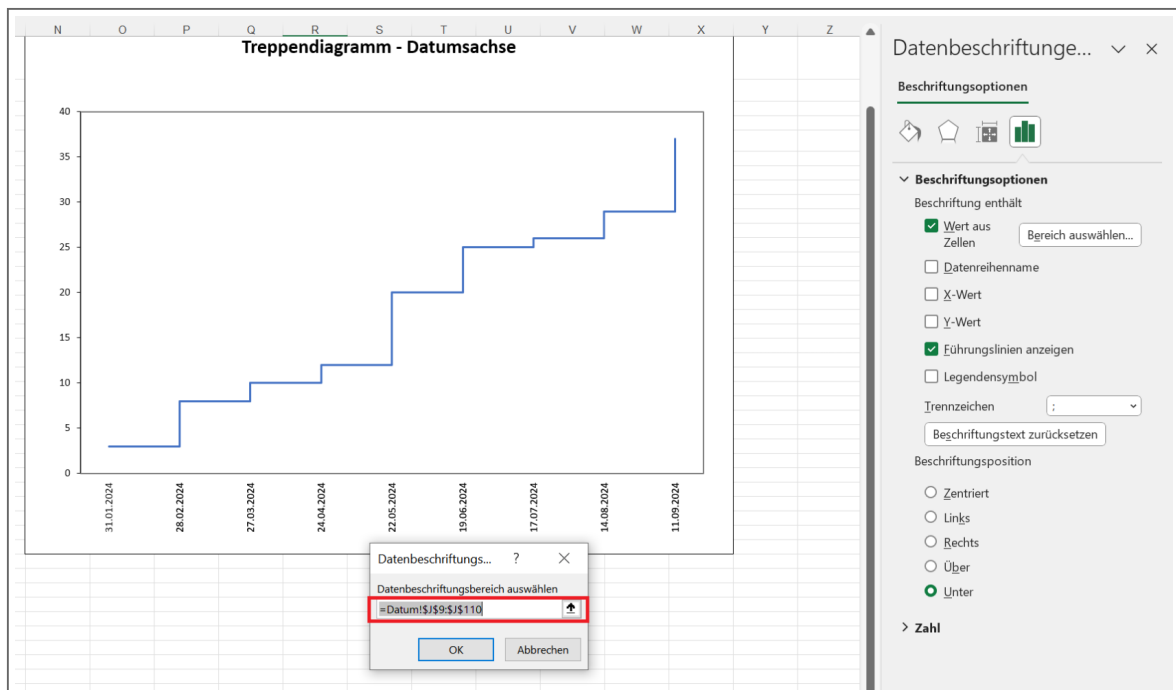 N O P Q R S T U V W X Y Z
Treppendiagramm - Datumsachse
40
35
30
25
20
15
10
5
0
31.01.2024
28.02.2024
27.03.2024
24.04.2024
22.05.2024
19.06.2024
17.07.2024
14.08.2024
11.09.2024
Datenbeschriftungs... ?
Datenbeschriftungsbereich auswählen
=Datum!$J$9:$J$110
OK Abbrechen
Datenbeschriftunge...
Beschriftungsoptionen
Beschriftungsoptionen
Beschriftung enthält
Wert aus
Zellen
Bereich auswählen...
Datenreihenname
X-Wert
Y-Wert
Führungslinien anzeigen
Legendensymbol
Trennzeichen ;
Beschriftungstext zurücksetzen
Beschriftungsposition
Zentriert
Links
Rechts
Über
Unter
Zahl